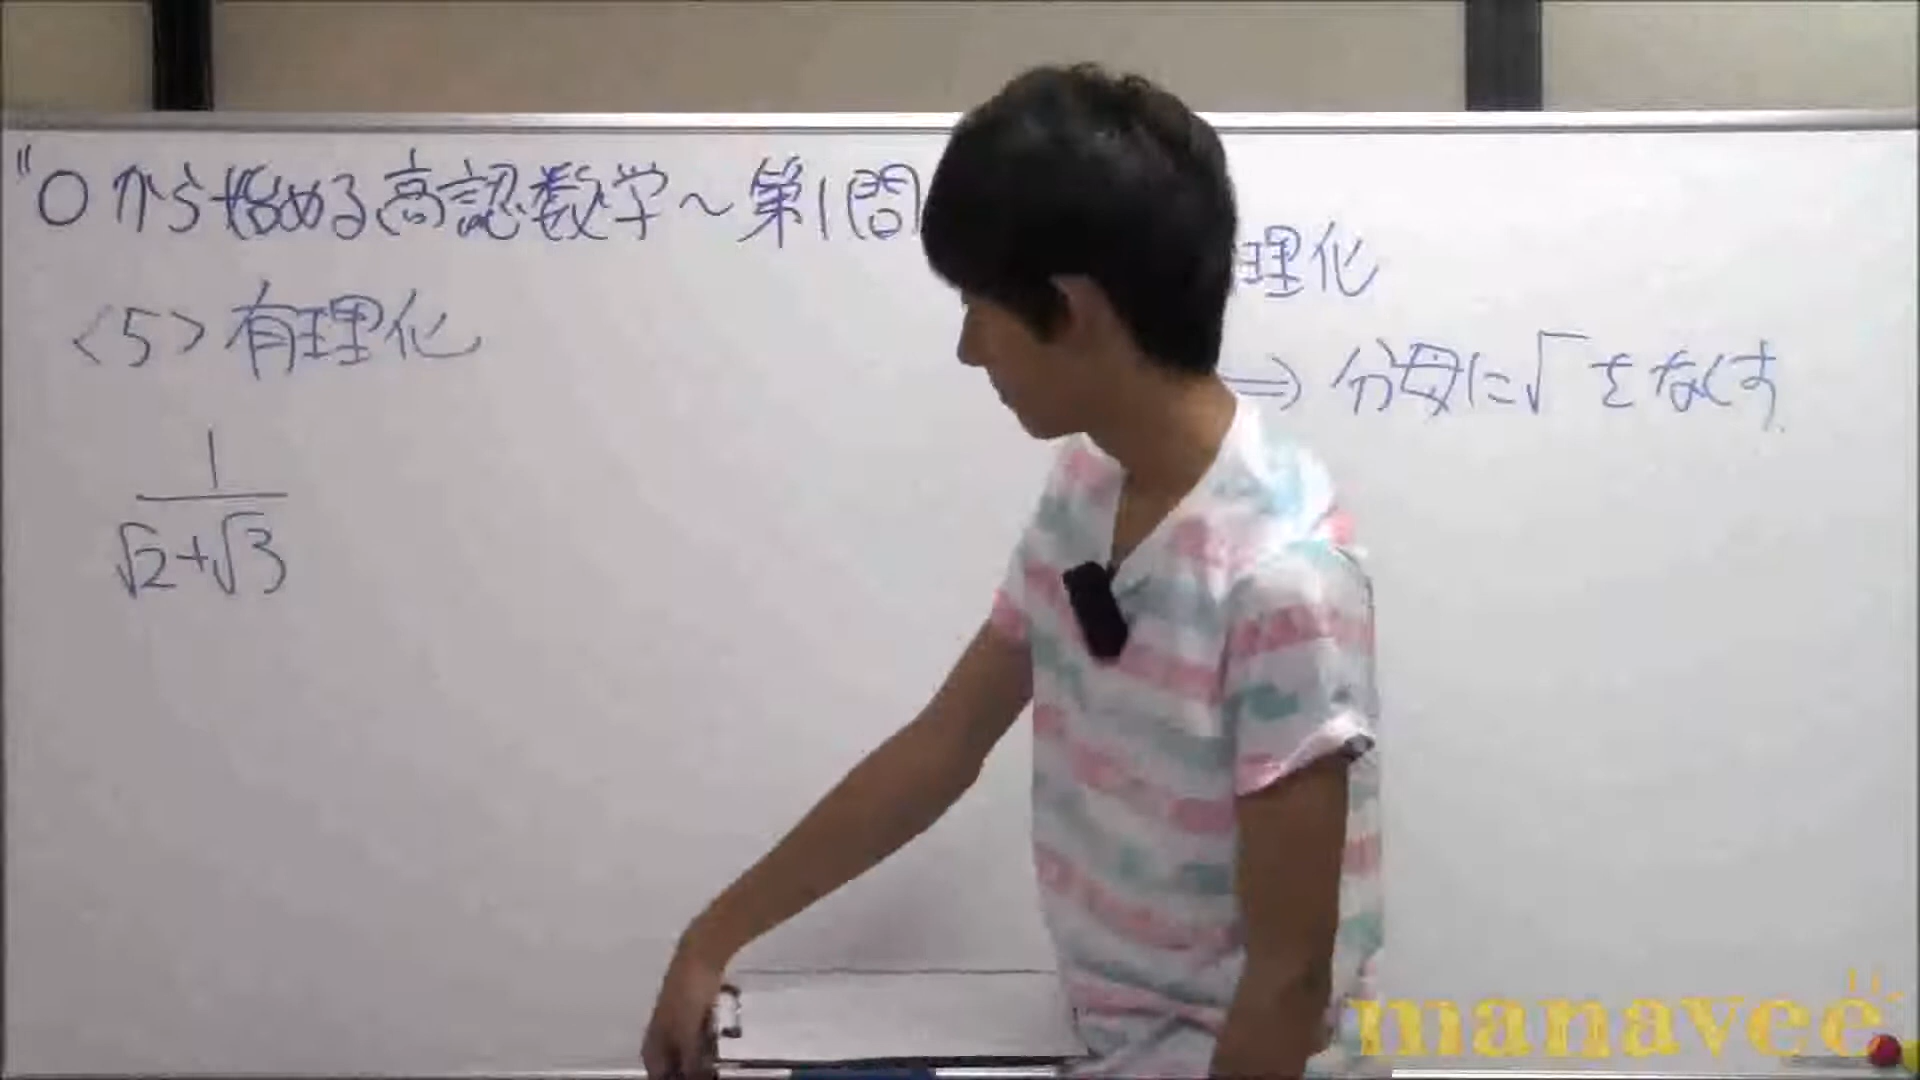 "0から始める高認数学~第1問
<5>有理化
1
√2+√3
理化
⇒ 分母に√をなくす
manavee